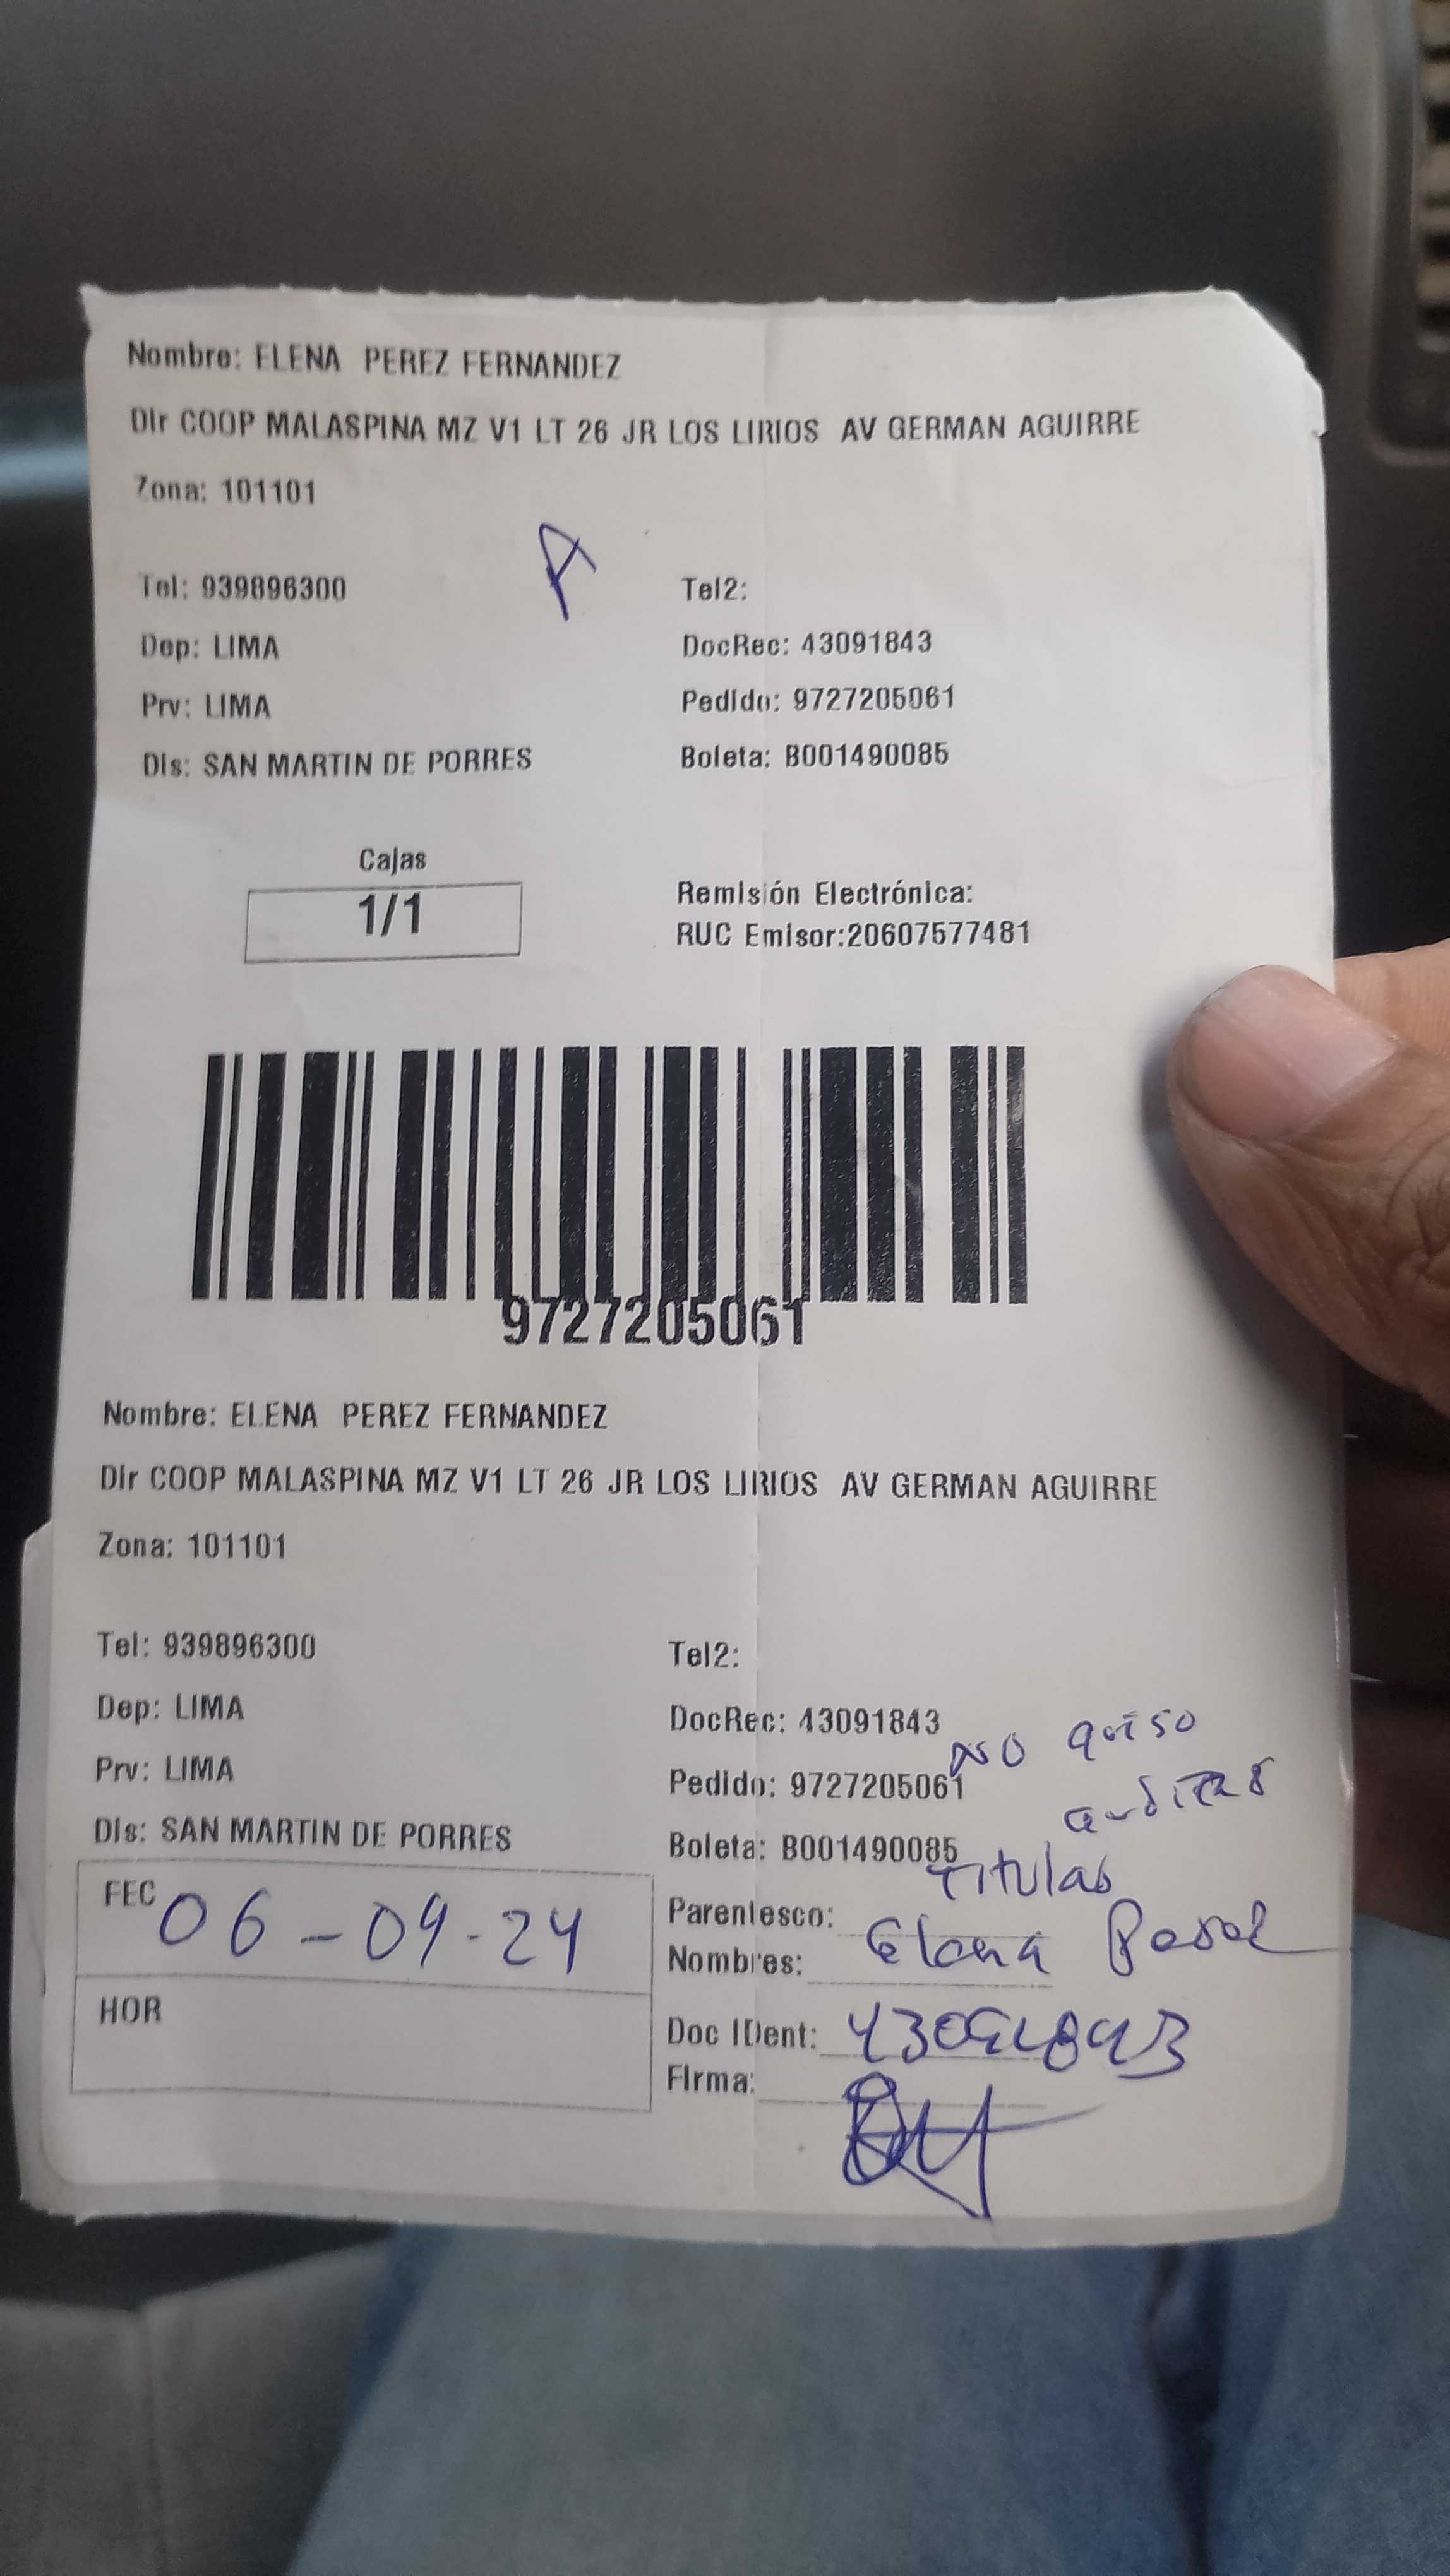 Nombre: ELENA PEREZ FERNANDEZ
Dir COOP MALASPINA MZ V1 LT 26 JR LOS LIRIOS AV GERMAN AGUIRRE
Zona: 101101
Tel: 939896300
Tel2:
Dep: LIMA
DocRec: 43091843
Prv: LIMA
Pedido: 9727205061
Dis: SAN MARTIN DE PORRES
Boleta: B001490085
Cajas
1/1
Remisión Electrónica:
RUC Emisor:20607577481
9727205061
Nombre: ELENA PEREZ FERNANDEZ
Dir COOP MALASPINA MZ V1 LT 26 JR LOS LIRIOS AV GERMAN AGUIRRE
Zona: 101101
Tel: 939896300
Tel2:
Dep: LIMA
DocRec: 43091843
NO quiso
Prv: LIMA
Pedido: 9727205061
Dis: SAN MARTIN DE PORRES
Boleta: B001490085
FEC 06-09-24
Parentesco: Titular
Nombres: Elena
HOR
Doc IDent:
Firma: